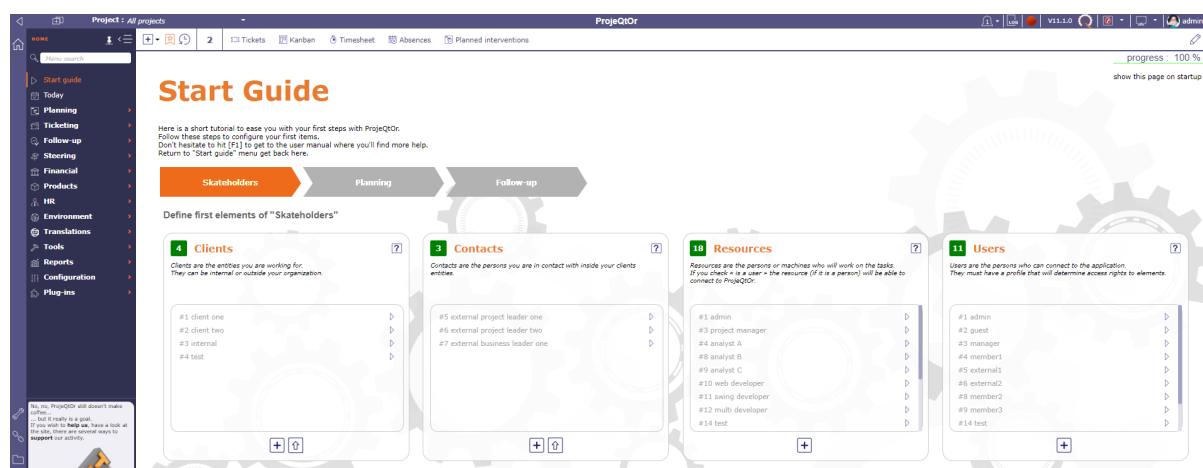 Project : All projects
ProjeQtOr
LOG
V11.1.0
admin
HOME
2
Tickets
Kanban
Timesheet
Absences
Planned interventions
Menu search
progress : 100 %
show this page on startup
Start guide
Today
Planning
Ticketing
Follow-up
Steering
Financial
Products
HR
Environment
Translations
Tools
Reports
Configuration
Plug-ins
No, no, ProjeQtOr still doesn't make
coffee...
... but it really is a goal.
If you wish to help us, have a look at
the site, there are several ways to
support our activity.
Start Guide
Here is a short tutorial to ease you with your first steps with ProjeQtOr.
Follow these steps to configure your first items.
Don't hesitate to hit [F1] to get to the user manual where you'll find more help.
Return to "Start guide" menu get back here.
Skateholders
Planning
Follow-up
Define first elements of "Skateholders"
4 Clients ?
Clients are the entities you are working for.
They can be internal or outside your organization.
#1 client one
#2 client two
#3 internal
#4 test
3 Contacts ?
Contacts are the persons you are in contact with inside your clients
entities.
#5 external project leader one
#6 external project leader two
#7 external business leader one
18 Resources ?
Resources are the persons or machines who will work on the tasks.
If you check « is a user » the resource (if it is a person) will be able to
connect to ProjeQtOr.
#1 admin
#3 project manager
#4 analyst A
#8 analyst B
#9 analyst C
#10 web developer
#11 swing developer
#12 multi developer
#14 test
11 Users ?
Users are the persons who can connect to the application.
They must have a profile that will determine access rights to elements.
#1 admin
#2 guest
#3 manager
#4 member1
#5 external1
#6 external2
#8 member2
#9 member3
#14 test